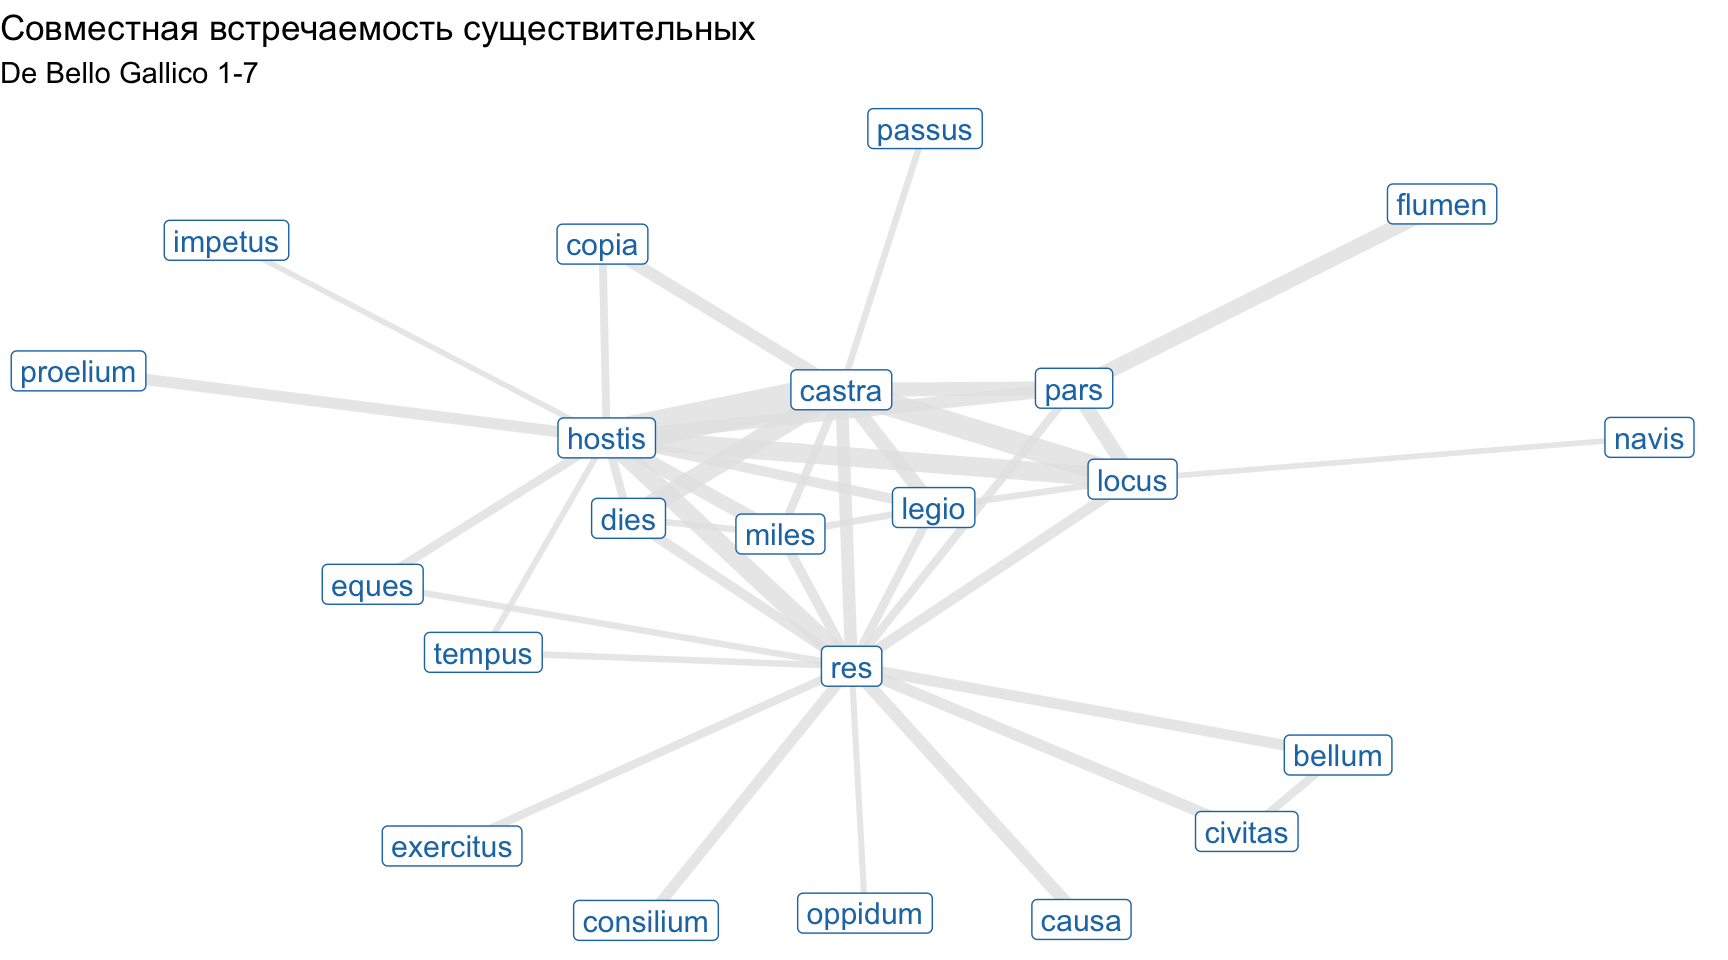 Совместная встречаемость существительных
De Bello Gallico 1-7
passus
flumen
impetus
copia
proelium
castra
pars
hostis
navis
locus
legio
dies
miles
eques
tempus
res
bellum
civitas
exercitus
consilium
oppidum
causa